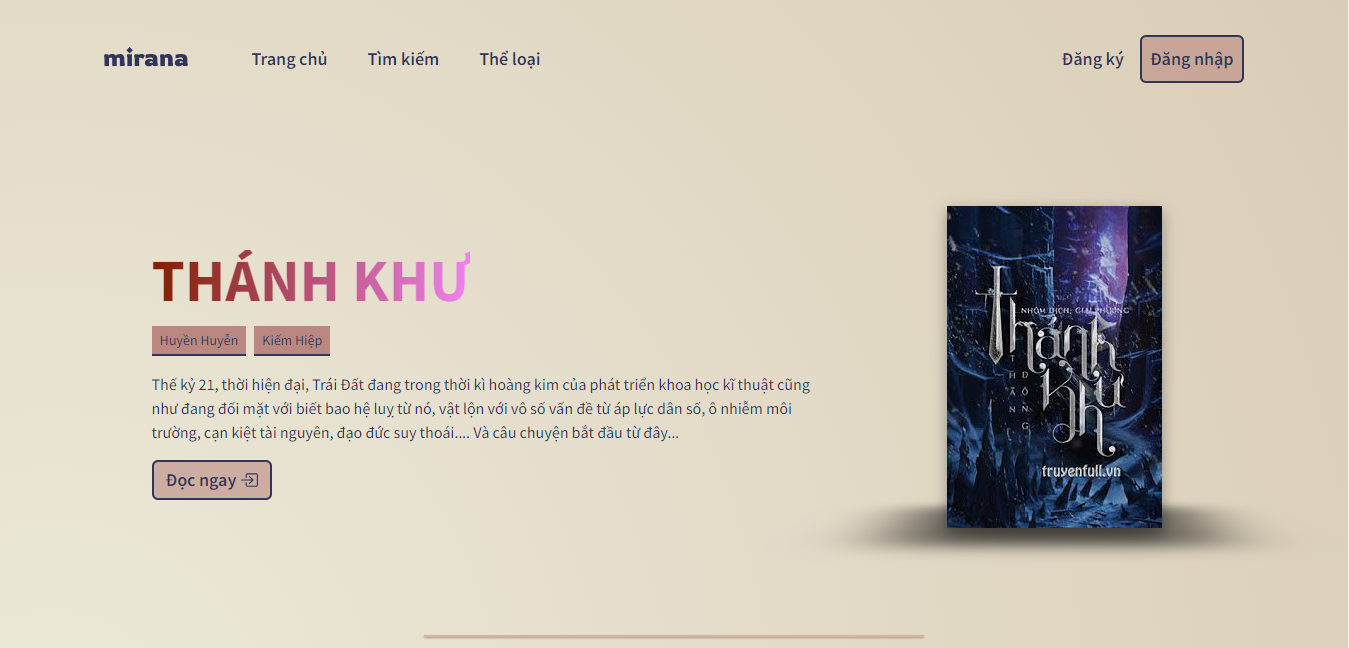 mirana
Trang chủ
Tìm kiếm
Thể loại
Đăng ký
Đăng nhập
THÁNH KHƯ
Huyền Huyễn
Kiếm Hiệp
Thế kỷ 21, thời hiện đại, Trái Đất đang trong thời kì hoàng kim của phát triển khoa học kĩ thuật cũng
như đang đối mặt với biết bao hệ luỵ từ nó, vật lộn với vô số vấn đề từ áp lực dân số, ô nhiễm môi
trường, cạn kiệt tài nguyên, đạo đức suy thoái.... Và câu chuyện bắt đầu từ đây...
Đọc ngay
NHÓM DỊCH: GIAI PHƯỜNG
Thánh
Khư
THẦN
ĐÔNG
truyenfull.vn